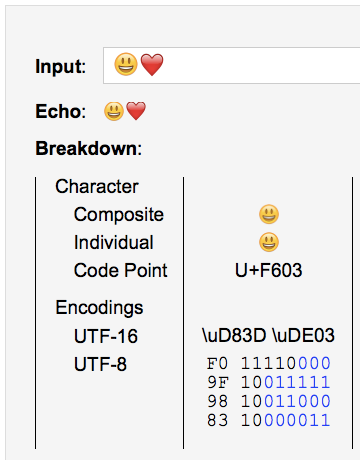 Input: 😃❤️
Echo: 😃❤️
Breakdown:
Character
Composite 😃
Individual 😃
Code Point U+F603
Encodings
UTF-16 \uD83D \uDE03
UTF-8 F0 11110000
9F 10011111
98 10011000
83 10000011